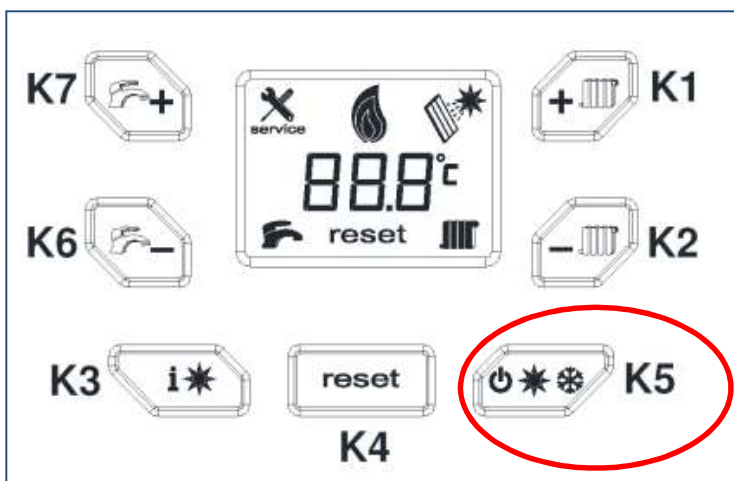 K7 + service + K1
88.8°c
K6 - reset - K2
K3 i reset K5
K4